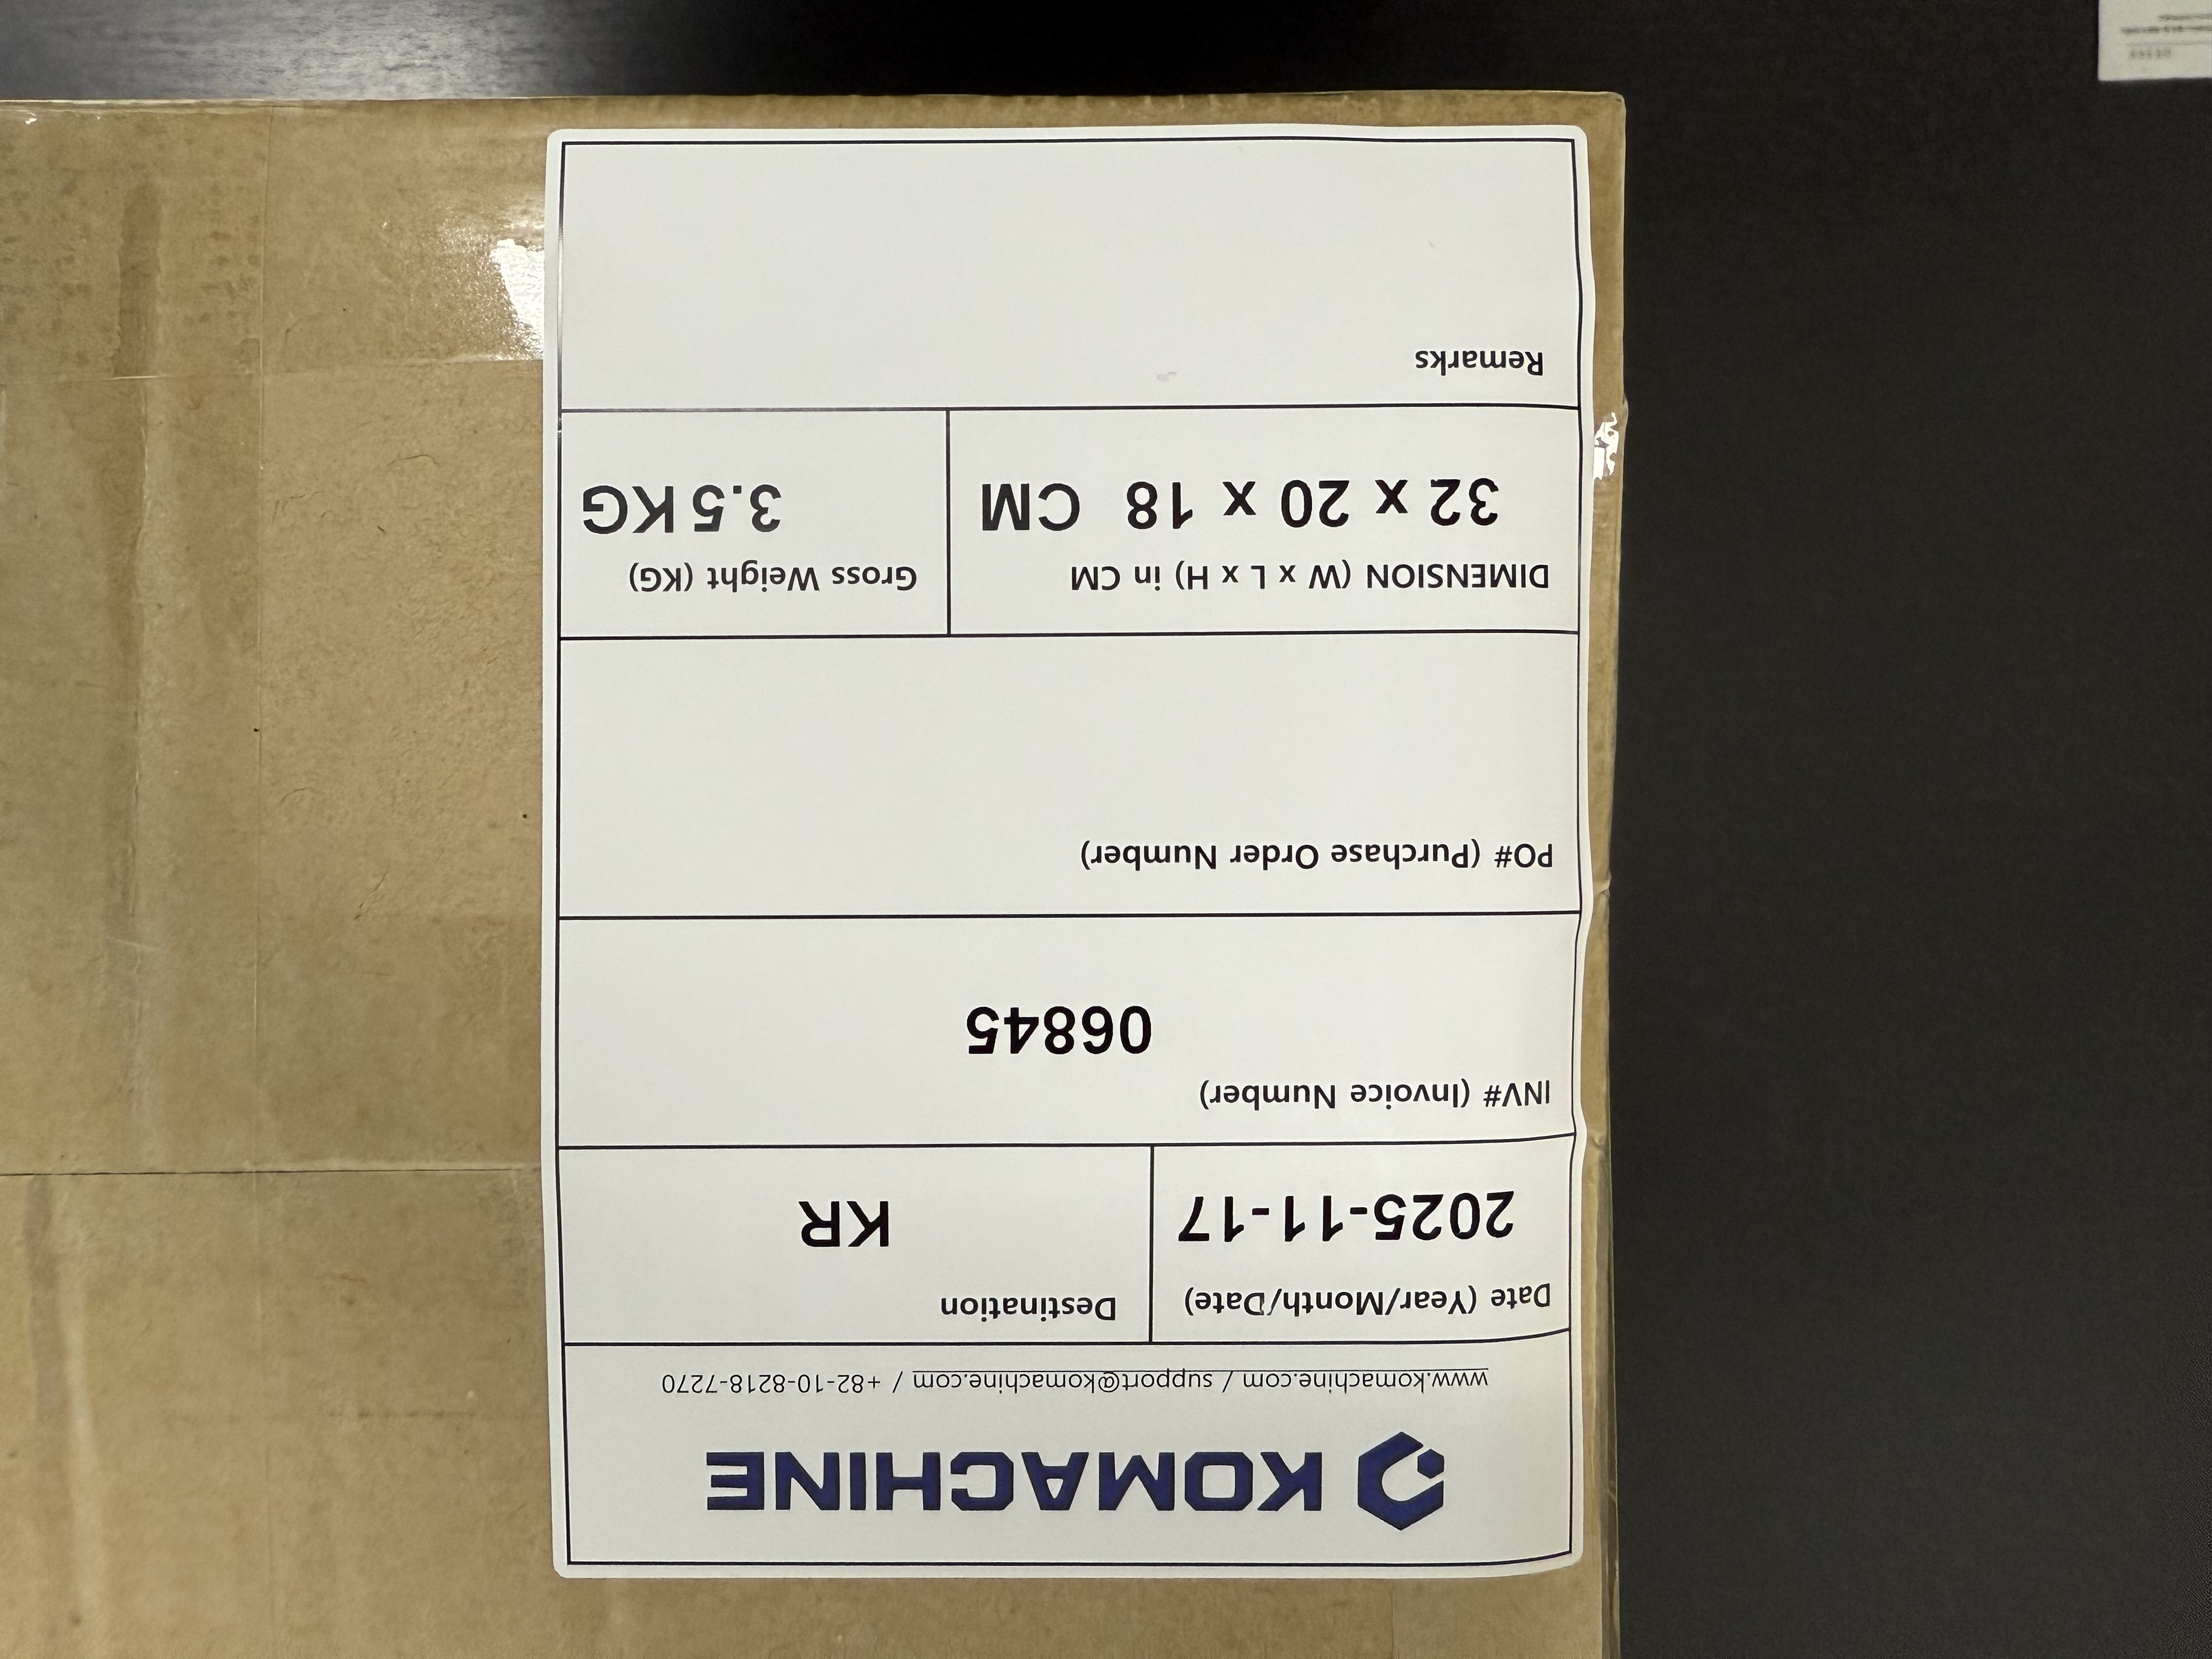 KOMACHINE
www.komachine.com / support@komachine.com / +82-10-8218-7270
Date (Year/Month/Date)
2025-11-17
Destination
KR
INV# (Invoice Number)
06845
PO# (Purchase Order Number)
DIMENSION (W x L x H) in CM
32 x 20 x 18 CM
Gross Weight (KG)
3.5 KG
Remarks